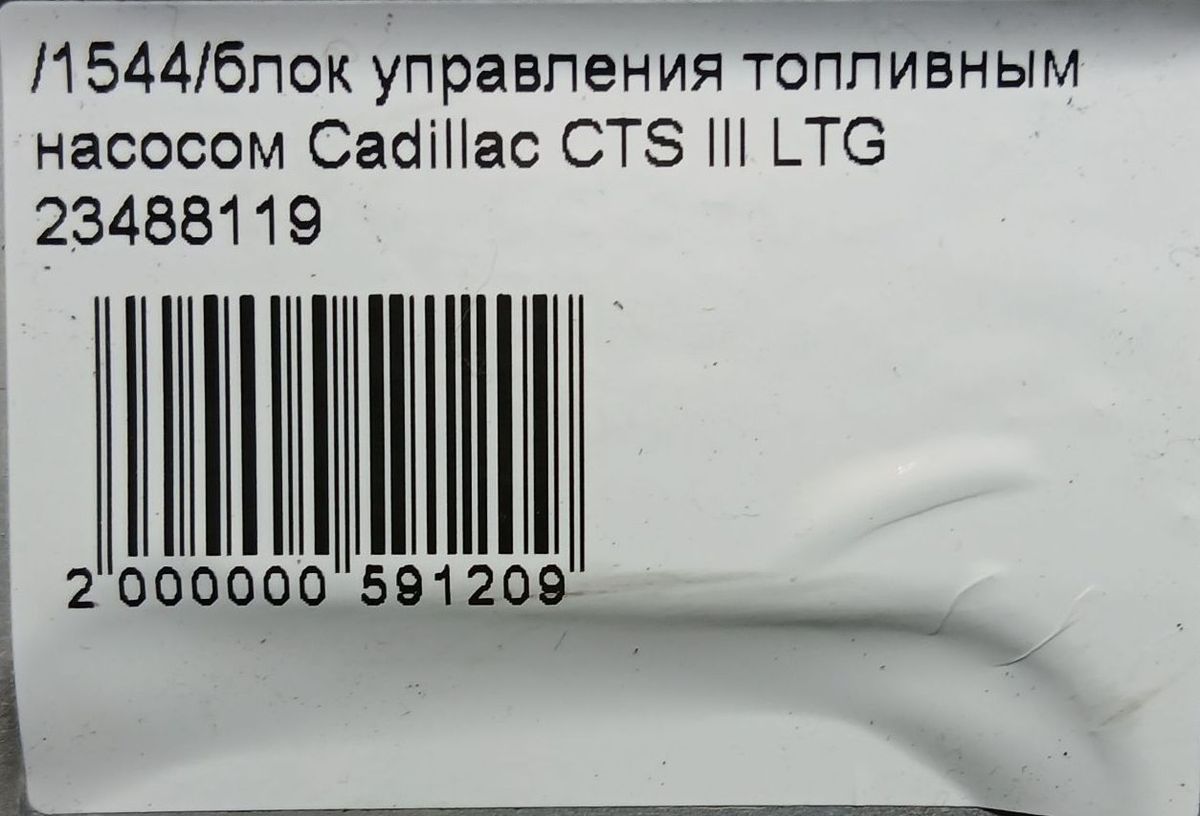 /1544/блок управления топливным
насосом Cadillac CTS III LTG
23488119
2 000000 591209